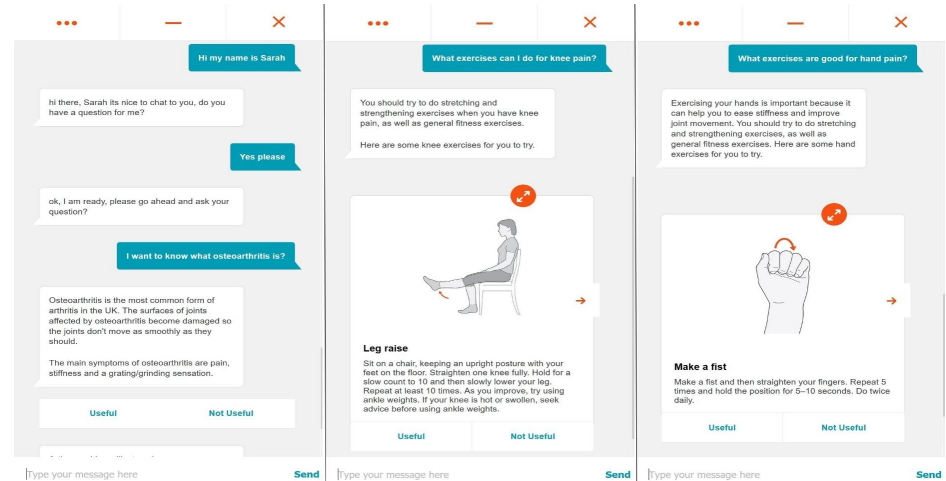 Hi my name is Sarah
hi there, Sarah its nice to chat to you, do you
have a question for me?
Yes please
ok, I am ready, please go ahead and ask your
question?
I want to know what osteoarthritis is?
Osteoarthritis is the most common form of
arthritis in the UK. The surfaces of joints
affected by osteoarthritis become damaged so
the joints don't move as smoothly as they
should.
The main symptoms of osteoarthritis are pain,
stiffness and a grating/grinding sensation.
Useful Not Useful
Type your message here Send
What exercises can I do for knee pain?
You should try to do stretching and
strengthening exercises when you have knee
pain, as well as general fitness exercises.
Here are some knee exercises for you to try.
Leg raise
Sit on a chair, keeping an upright posture with your
feet on the floor. Straighten one knee fully. Hold for a
slow count to 10 and then slowly lower your leg.
Repeat at least 10 times. As you improve, try using
ankle weights. If your knee is hot or swollen, seek
advice before using ankle weights.
Useful Not Useful
Type your message here Send
What exercises are good for hand pain?
Exercising your hands is important because it
can help you to ease stiffness and improve
joint movement. You should try to do stretching
and strengthening exercises, as well as
general fitness exercises. Here are some hand
exercises for you to try.
Make a fist
Make a fist and then straighten your fingers. Repeat 5
times and hold the position for 5–10 seconds. Do twice
daily.
Useful Not Useful
Type your message here Send